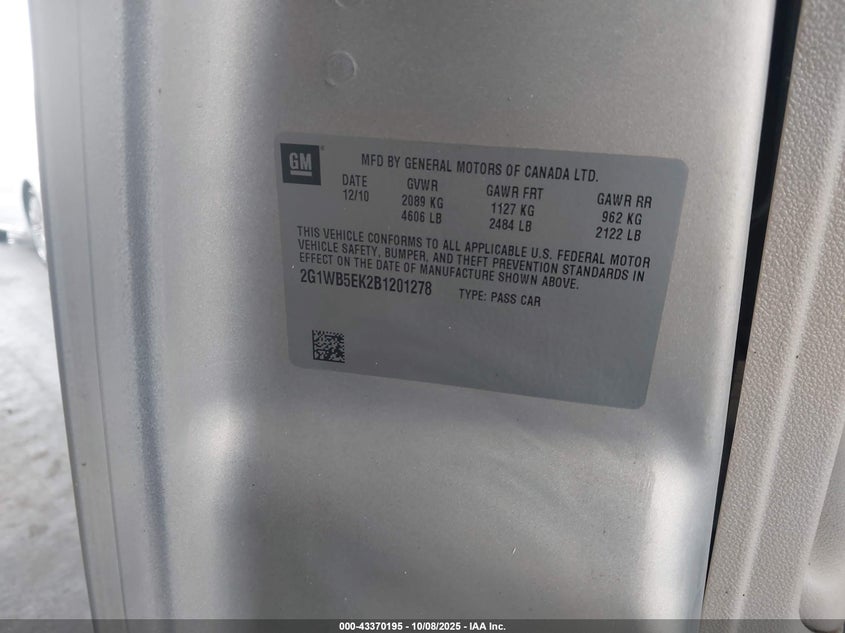 GM
MFD BY GENERAL MOTORS OF CANADA LTD.
DATE GVWR GAWR FRT GAWR RR
12/10 2089 KG 1127 KG 962 KG
4606 LB 2484 LB 2122 LB
THIS VEHICLE CONFORMS TO ALL APPLICABLE U.S. FEDERAL MOTOR
VEHICLE SAFETY, BUMPER, AND THEFT PREVENTION STANDARDS IN
EFFECT ON THE DATE OF MANUFACTURE SHOWN ABOVE.
2G1WB5EK2B1201278 TYPE: PASS CAR
000-43370195 - 10/08/2025 - IAA Inc.